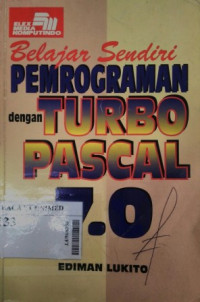 ELEX
MEDIA
KOMPUTINDO
Belajar Sendiri
PEMROGRAMAN
dengan TURBO
PASCAL
7.0
EDIMAN LUKITO